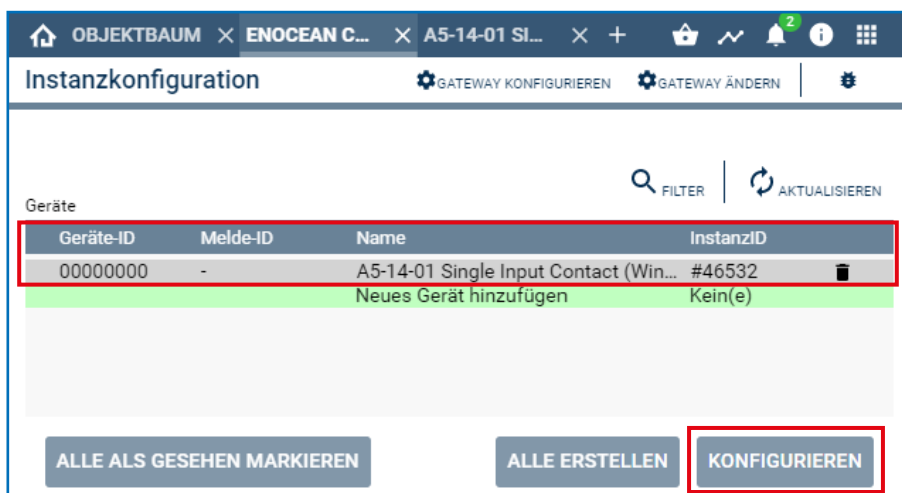 OBJEKTBAUM ENOCEAN C... A5-14-01 SI... 2
Instanzkonfiguration GATEWAY KONFIGURIEREN GATEWAY ÄNDERN
FILTER AKTUALISIEREN
Geräte
Geräte-ID Melde-ID Name InstanzID
00000000 - A5-14-01 Single Input Contact (Win... #46532
Neues Gerät hinzufügen Kein(e)
ALLE ALS GESEHEN MARKIEREN ALLE ERSTELLEN KONFIGURIEREN